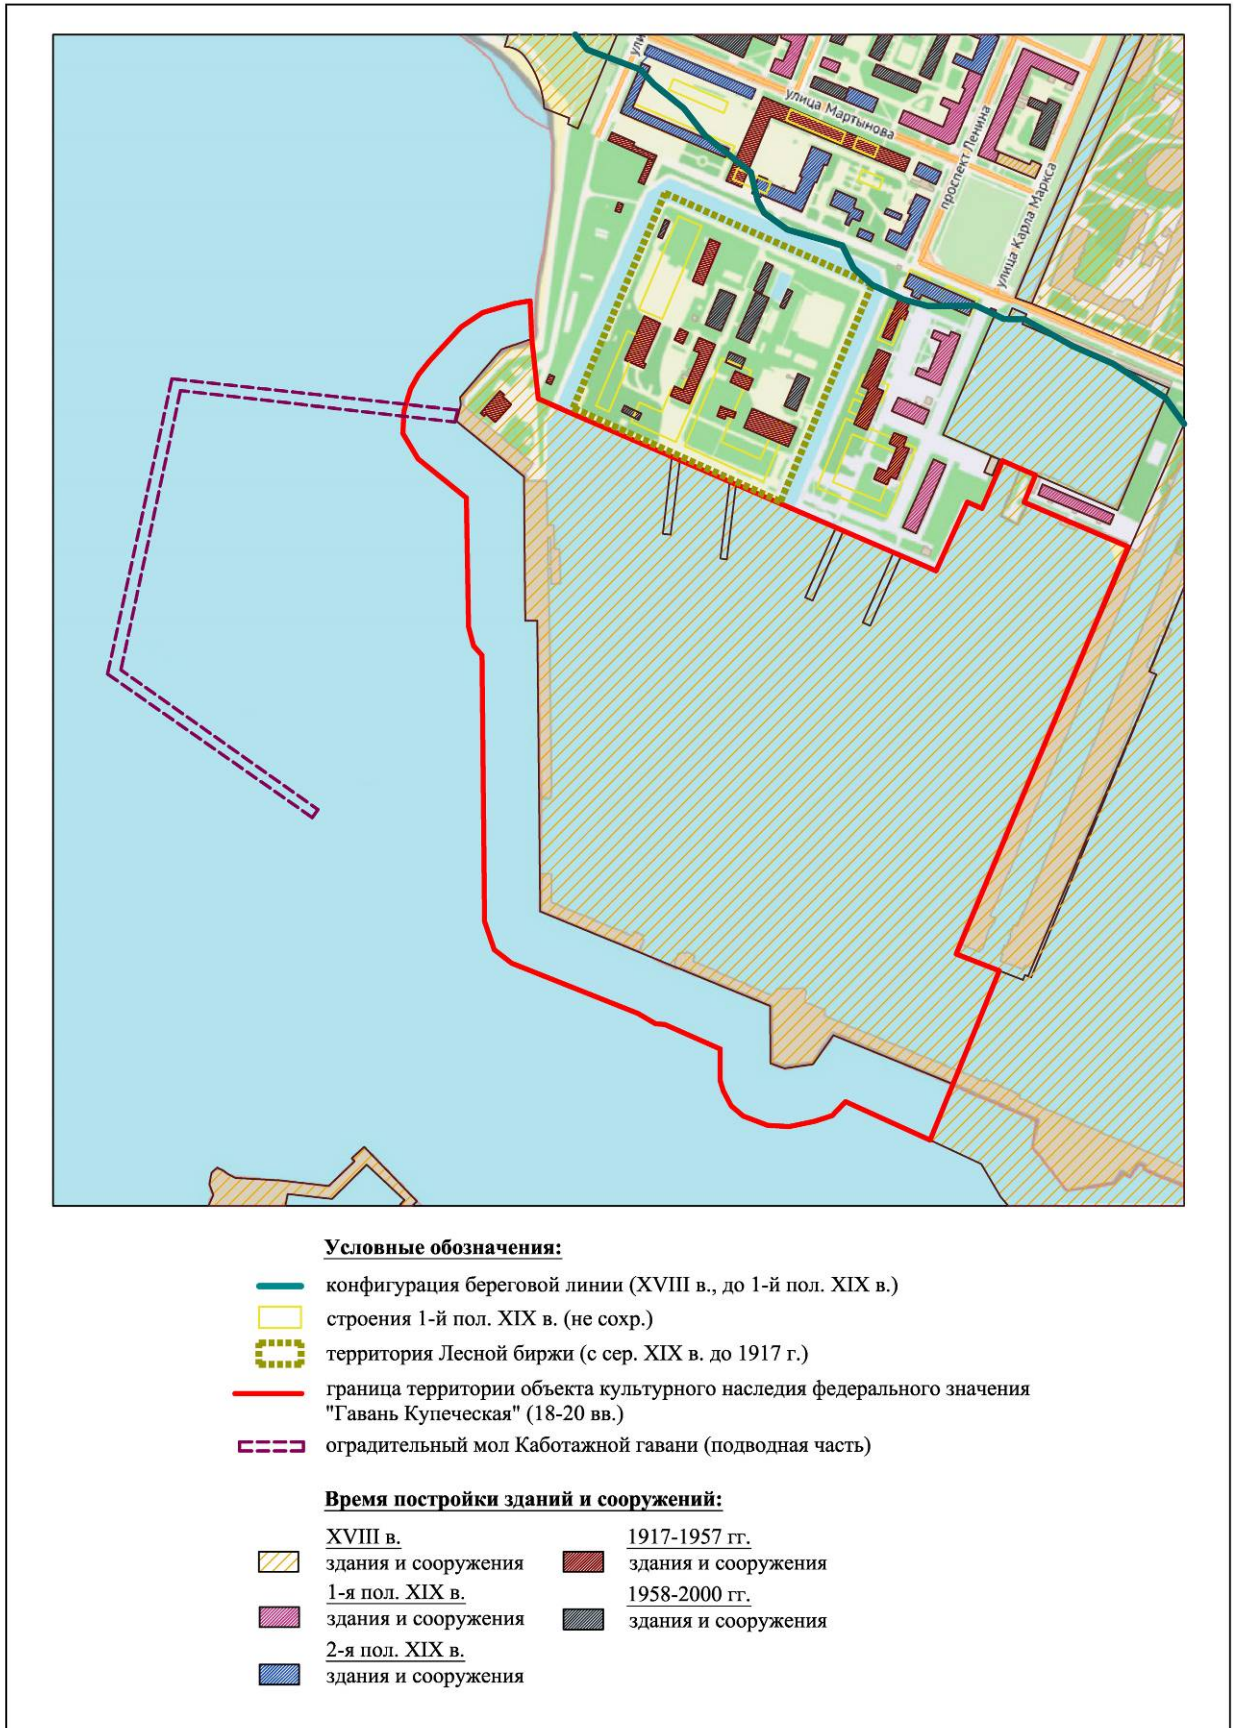 ули
ули
улица Мартынова
проспект Ленина
улица Карла Маркса
Условные обозначения:
конфигурация береговой линии (XVIII в., до 1-й пол. XIX в.)
строения 1-й пол. XIX в. (не сохр.)
территория Лесной биржи (с сер. XIX в. до 1917 г.)
граница территории объекта культурного наследия федерального значения
"Гавань Купеческая" (18-20 вв.)
оградительный мол Каботажной гавани (подводная часть)
Время постройки зданий и сооружений:
XVIII в.
здания и сооружения
1-я пол. XIX в.
здания и сооружения
2-я пол. XIX в.
здания и сооружения
1917-1957 гг.
здания и сооружения
1958-2000 гг.
здания и сооружения